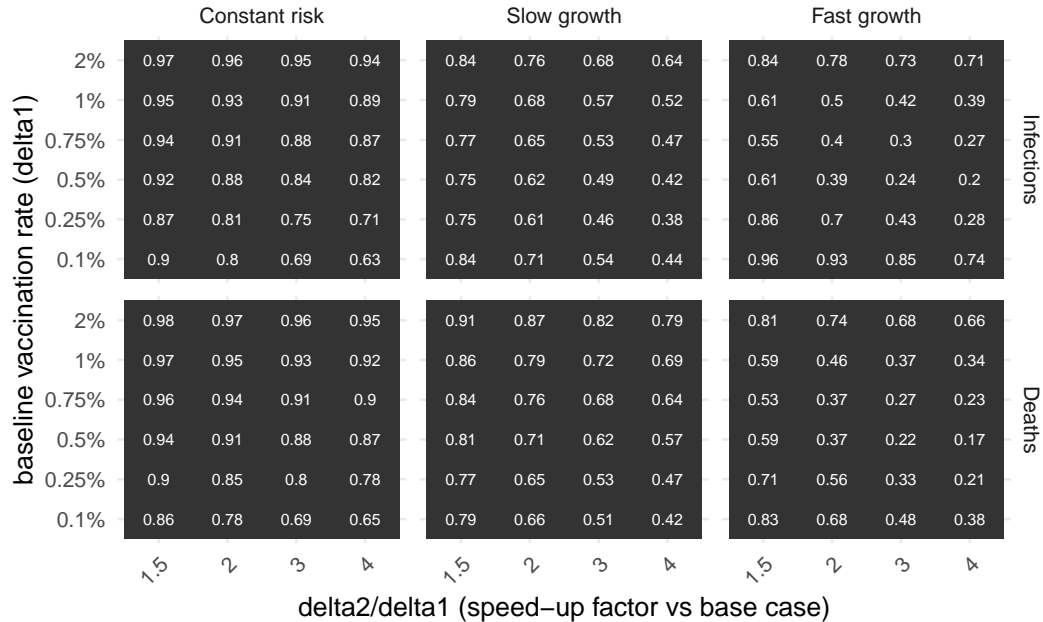 Constant risk Slow growth Fast growth
baseline vaccination rate (delta1)
2% 0.97 0.96 0.95 0.94 0.84 0.76 0.68 0.64 0.84 0.78 0.73 0.71
1% 0.95 0.93 0.91 0.89 0.79 0.68 0.57 0.52 0.61 0.5 0.42 0.39
0.75% 0.94 0.91 0.88 0.87 0.77 0.65 0.53 0.47 0.55 0.4 0.3 0.27
0.5% 0.92 0.88 0.84 0.82 0.75 0.62 0.49 0.42 0.61 0.39 0.24 0.2
0.25% 0.87 0.81 0.75 0.71 0.75 0.61 0.46 0.38 0.86 0.7 0.43 0.28
0.1% 0.9 0.8 0.69 0.63 0.84 0.71 0.54 0.44 0.96 0.93 0.85 0.74
Infections
2% 0.98 0.97 0.96 0.95 0.91 0.87 0.82 0.79 0.81 0.74 0.68 0.66
1% 0.97 0.95 0.93 0.92 0.86 0.79 0.72 0.69 0.59 0.46 0.37 0.34
0.75% 0.96 0.94 0.91 0.9 0.84 0.76 0.68 0.64 0.53 0.37 0.27 0.23
0.5% 0.94 0.91 0.88 0.87 0.81 0.71 0.62 0.57 0.59 0.37 0.22 0.17
0.25% 0.9 0.85 0.8 0.78 0.77 0.65 0.53 0.47 0.71 0.56 0.33 0.21
0.1% 0.86 0.78 0.69 0.65 0.79 0.66 0.51 0.42 0.83 0.68 0.48 0.38
Deaths
1.5 2 3 4 1.5 2 3 4 1.5 2 3 4
delta2/delta1 (speed−up factor vs base case)